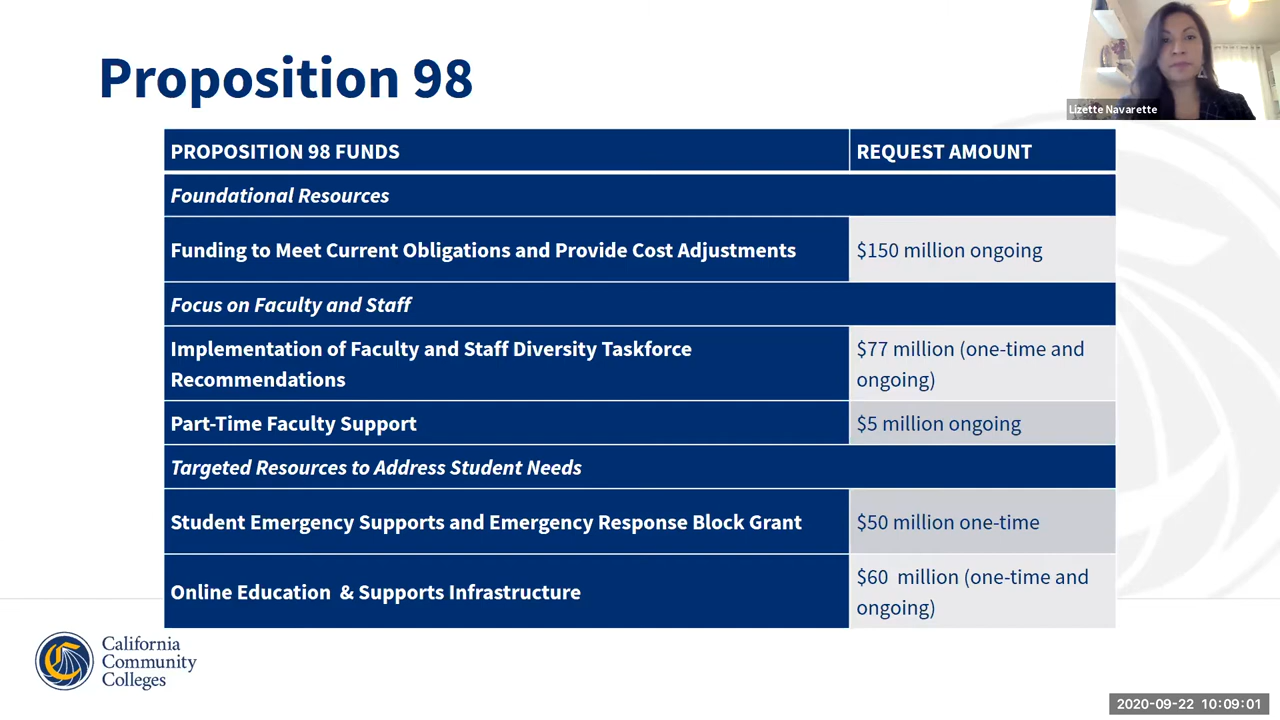 Proposition 98
Lizette Navarette
PROPOSITION 98 FUNDS
REQUEST AMOUNT
Foundational Resources
Funding to Meet Current Obligations and Provide Cost Adjustments
$150 million ongoing
Focus on Faculty and Staff
Implementation of Faculty and Staff Diversity Taskforce
Recommendations
$77 million (one-time and
ongoing)
Part-Time Faculty Support
$5 million ongoing
Targeted Resources to Address Student Needs
Student Emergency Supports and Emergency Response Block Grant
$50 million one-time
Online Education & Supports Infrastructure
$60 million (one-time and
ongoing)
California
Community
Colleges
2020-09-22 10:09:01